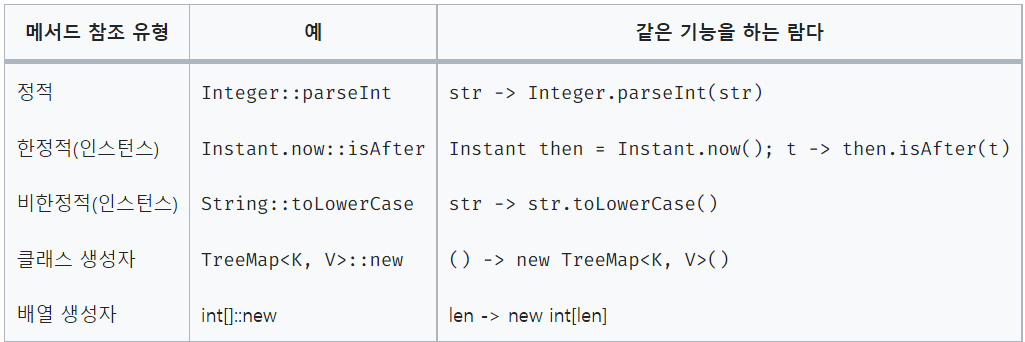 메서드 참조 유형 예 같은 기능을 하는 람다
정적 Integer::parseInt str -> Integer.parseInt(str)
한정적(인스턴스) Instant.now::isAfter Instant then = Instant.now(); t -> then.isAfter(t)
비한정적(인스턴스) String::toLowerCase str -> str.toLowerCase()
클래스 생성자 TreeMap<K, V>::new () -> new TreeMap<K, V>()
배열 생성자 int[]::new len -> new int[len]